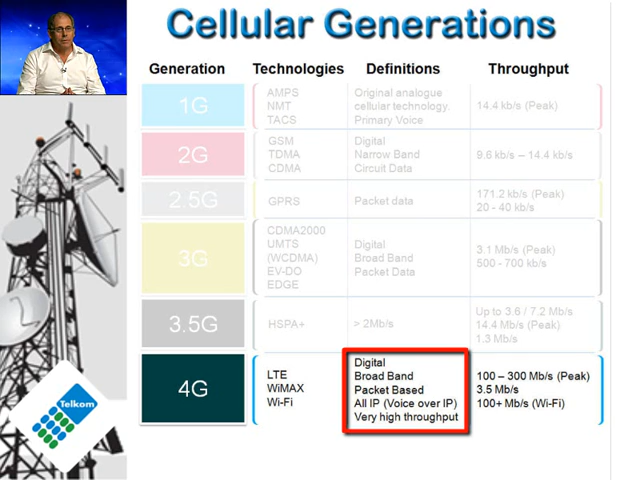 Cellular Generations
Generation Technologies Definitions Throughput
1G
AMPS
NMT
TACS
Original analogue
cellular technology.
Primary Voice
14.4 kb/s (Peak)
2G
GSM
TDMA
CDMA
Digital
Narrow Band
Circuit Data
9.6 kb/s – 14.4 kb/s
2.5G
GPRS
Packet data
171.2 kb/s (Peak)
20 - 40 kb/s
3G
CDMA2000
UMTS
(WCDMA)
EV-DO
EDGE
Digital
Broad Band
Packet Data
3.1 Mb/s (Peak)
500 - 700 kb/s
3.5G
HSPA+
> 2Mb/s
Up to 3.6 / 7.2 Mb/s
14.4 Mb/s (Peak)
1.3 Mb/s
4G
LTE
WiMAX
Wi-Fi
Digital
Broad Band
Packet Based
All IP (Voice over IP)
Very high throughput
100 – 300 Mb/s (Peak)
3.5 Mb/s
100+ Mb/s (Wi-Fi)
Telkom